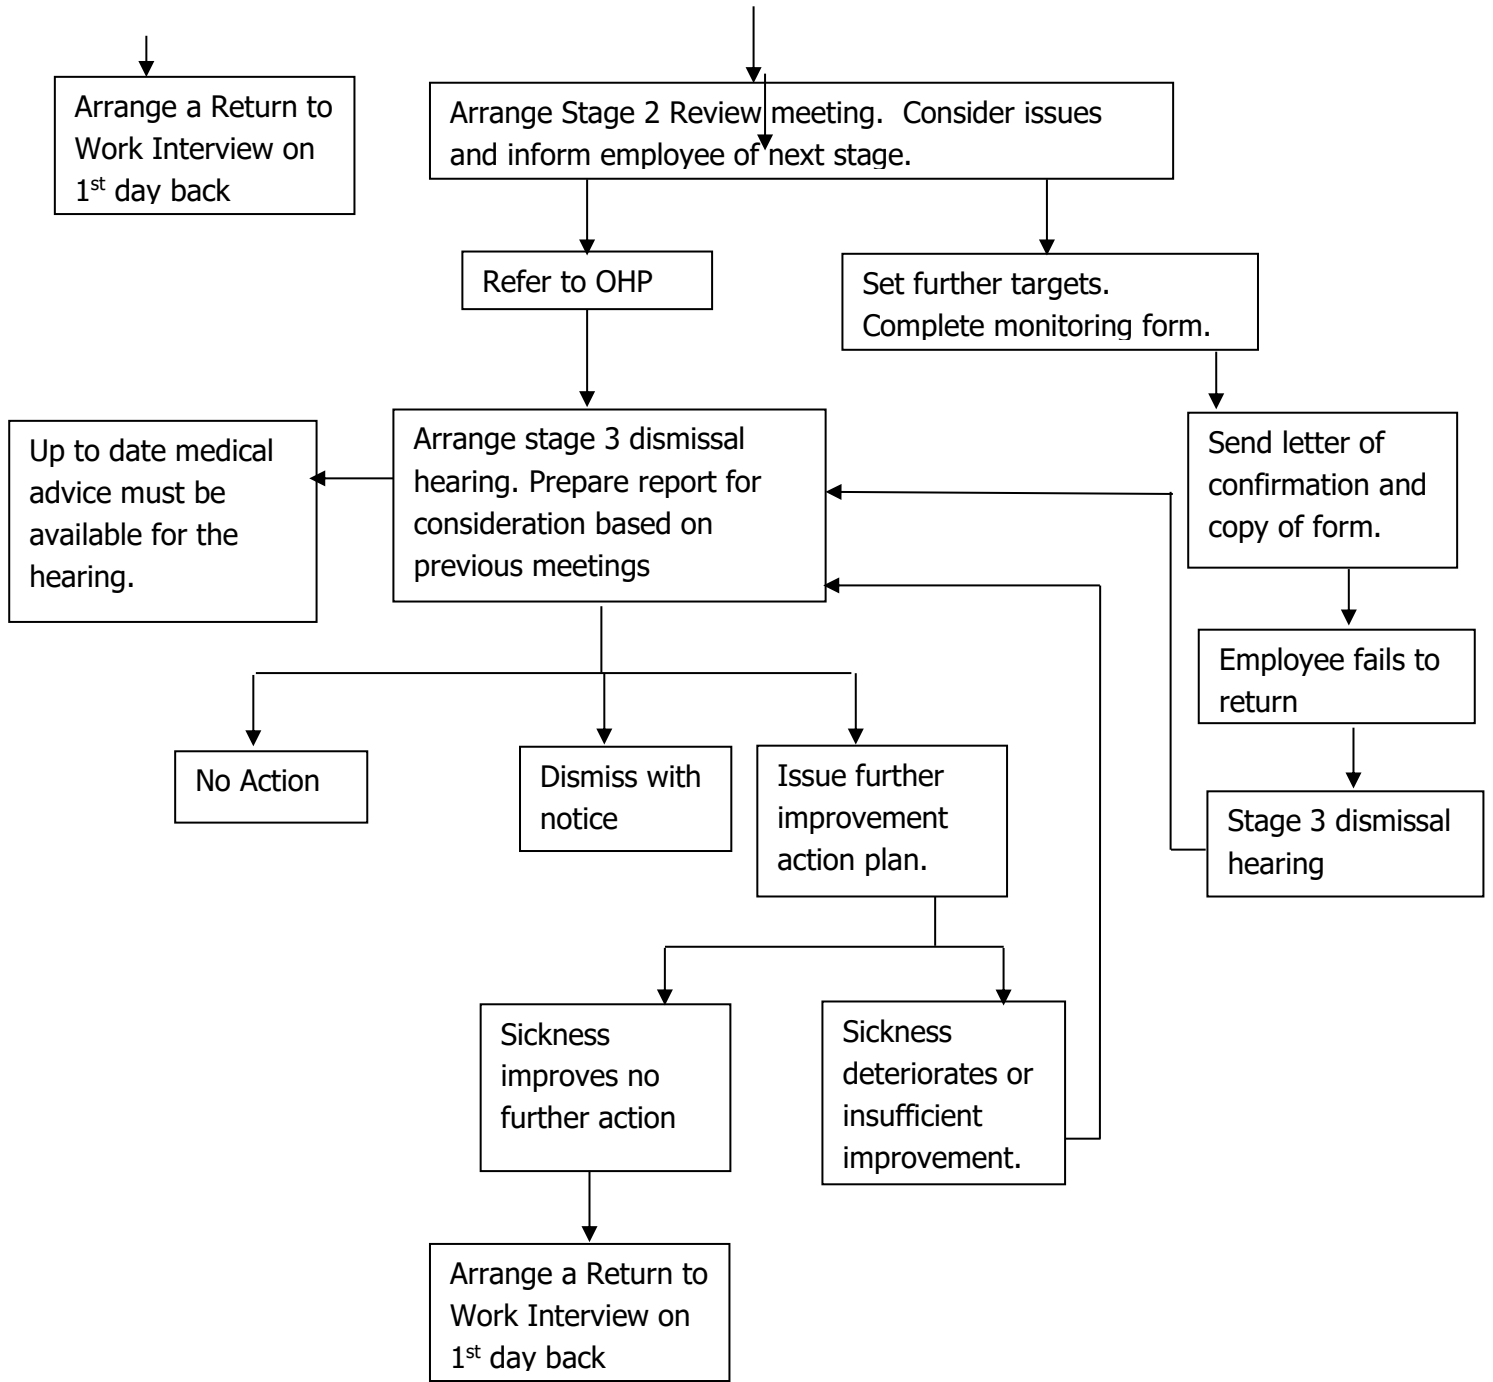 Arrange a Return to
Work Interview on
1st day back
Arrange Stage 2 Review meeting.  Consider issues
and inform employee of next stage.
Refer to OHP
Set further targets.
Complete monitoring form.
Up to date medical
advice must be
available for the
hearing.
Arrange stage 3 dismissal
hearing. Prepare report for
consideration based on
previous meetings
Send letter of
confirmation and
copy of form.
Employee fails to
return
No Action
Dismiss with
notice
Issue further
improvement
action plan.
Stage 3 dismissal
hearing
Sickness
improves no
further action
Sickness
deteriorates or
insufficient
improvement.
Arrange a Return to
Work Interview on
1st day back